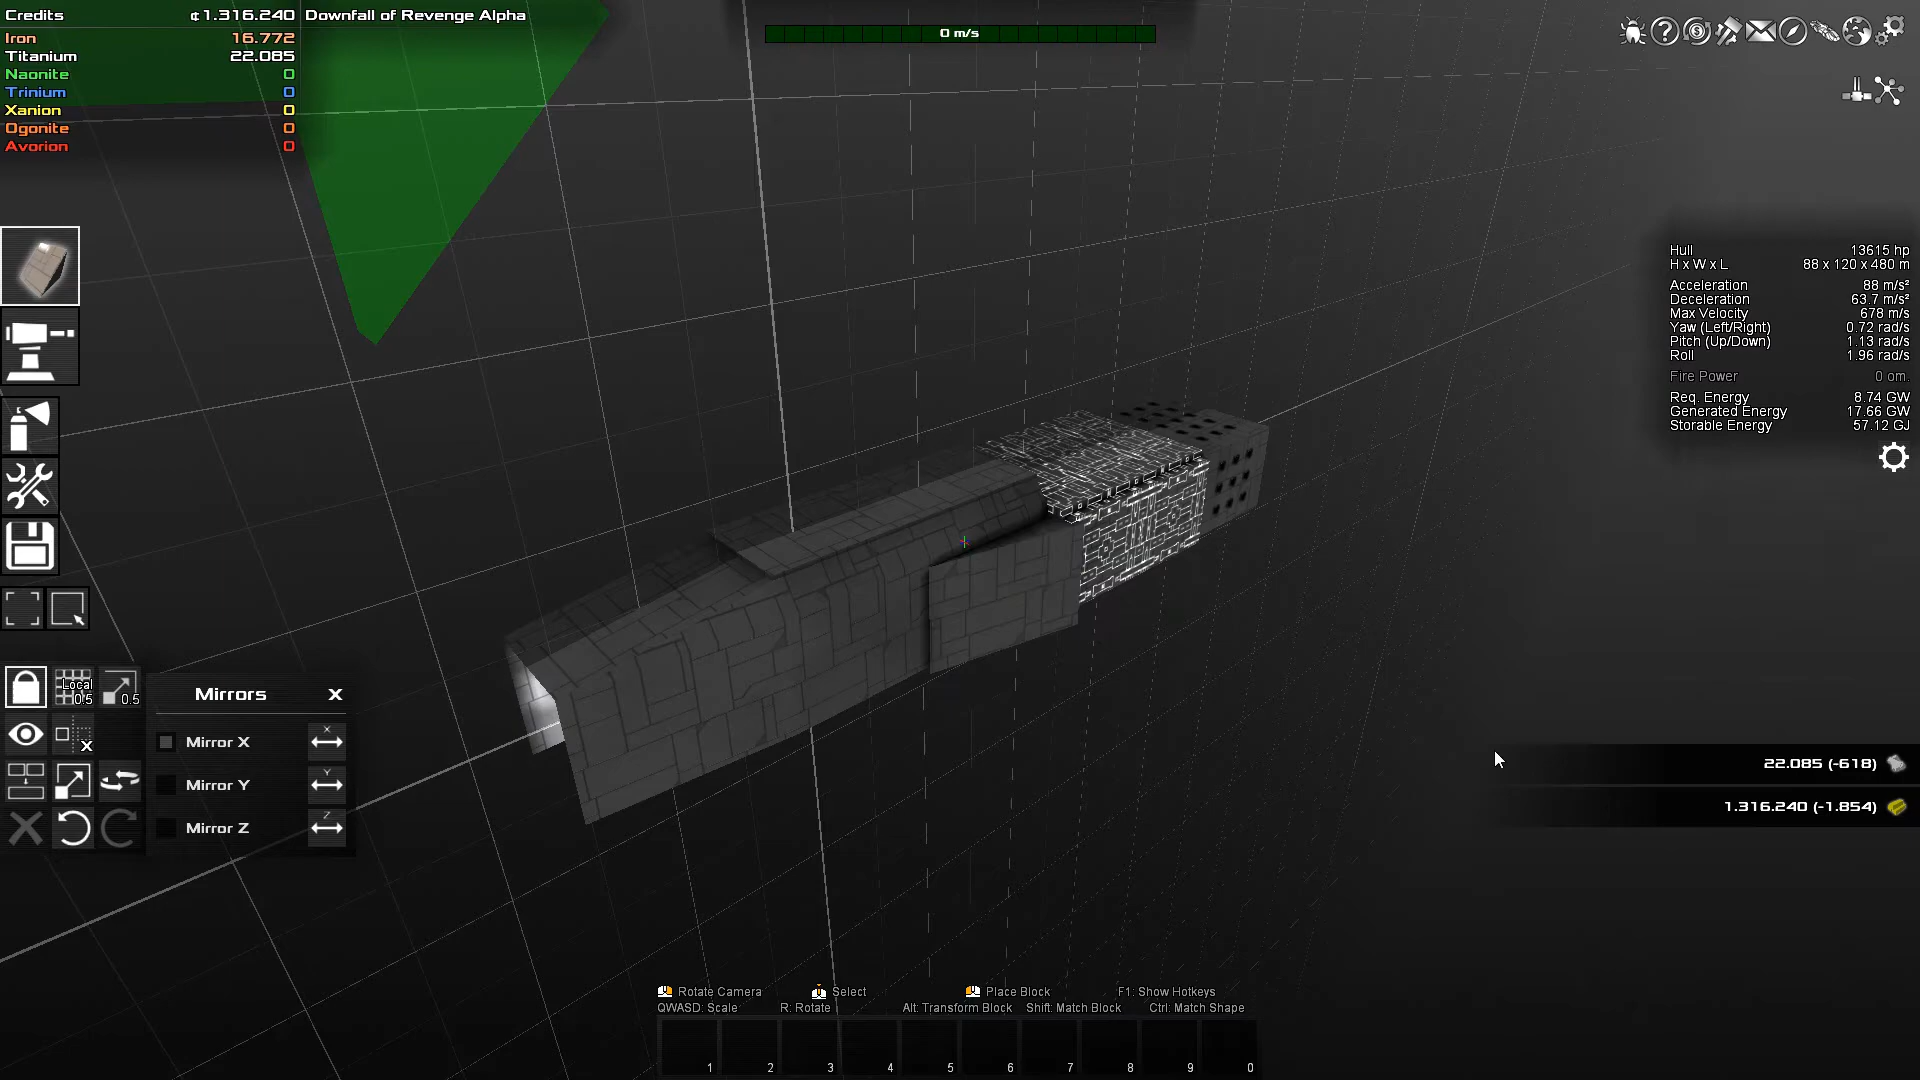 Credits ¢1.316.240 Downfall of Revenge Alpha
Iron 16.772
Titanium 22.085
Naonite 0
Trinium 0
Xanion 0
Ogonite 0
Avorion 0
0 m/s
Hull 13615 hp
H x W x L 88 x 120 x 480 m
Acceleration 88 m/s²
Deceleration 63.7 m/s²
Max Velocity 678 m/s
Yaw (Left/Right) 0.72 rad/s
Pitch (Up/Down) 1.13 rad/s
Roll 1.96 rad/s
Fire Power 0 om.
Req. Energy 8.74 GW
Generated Energy 17.66 GW
Storable Energy 57.12 GJ
Local
0.5
0.5
X
Mirrors X
Mirror X X
Mirror Y Y
Mirror Z Z
22.085 (-618)
1.316.240 (-1.854)
Rotate Camera Select Place Block F1: Show Hotkeys
QWASD: Scale R: Rotate Alt: Transform Block Shift: Match Block Ctrl: Match Shape
1 2 3 4 5 6 7 8 9 0